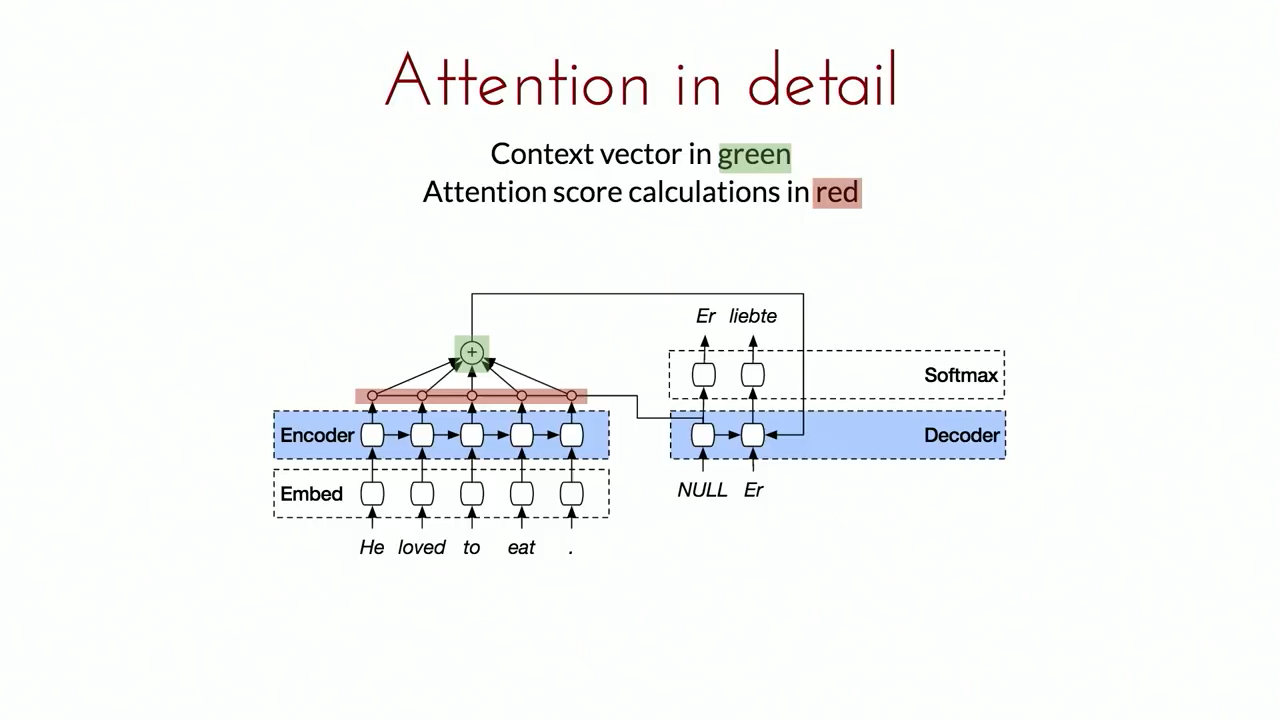 Attention in detail
Context vector in green
Attention score calculations in red
Er liebte
+
Softmax
Encoder
Decoder
Embed
NULL Er
He loved to eat .